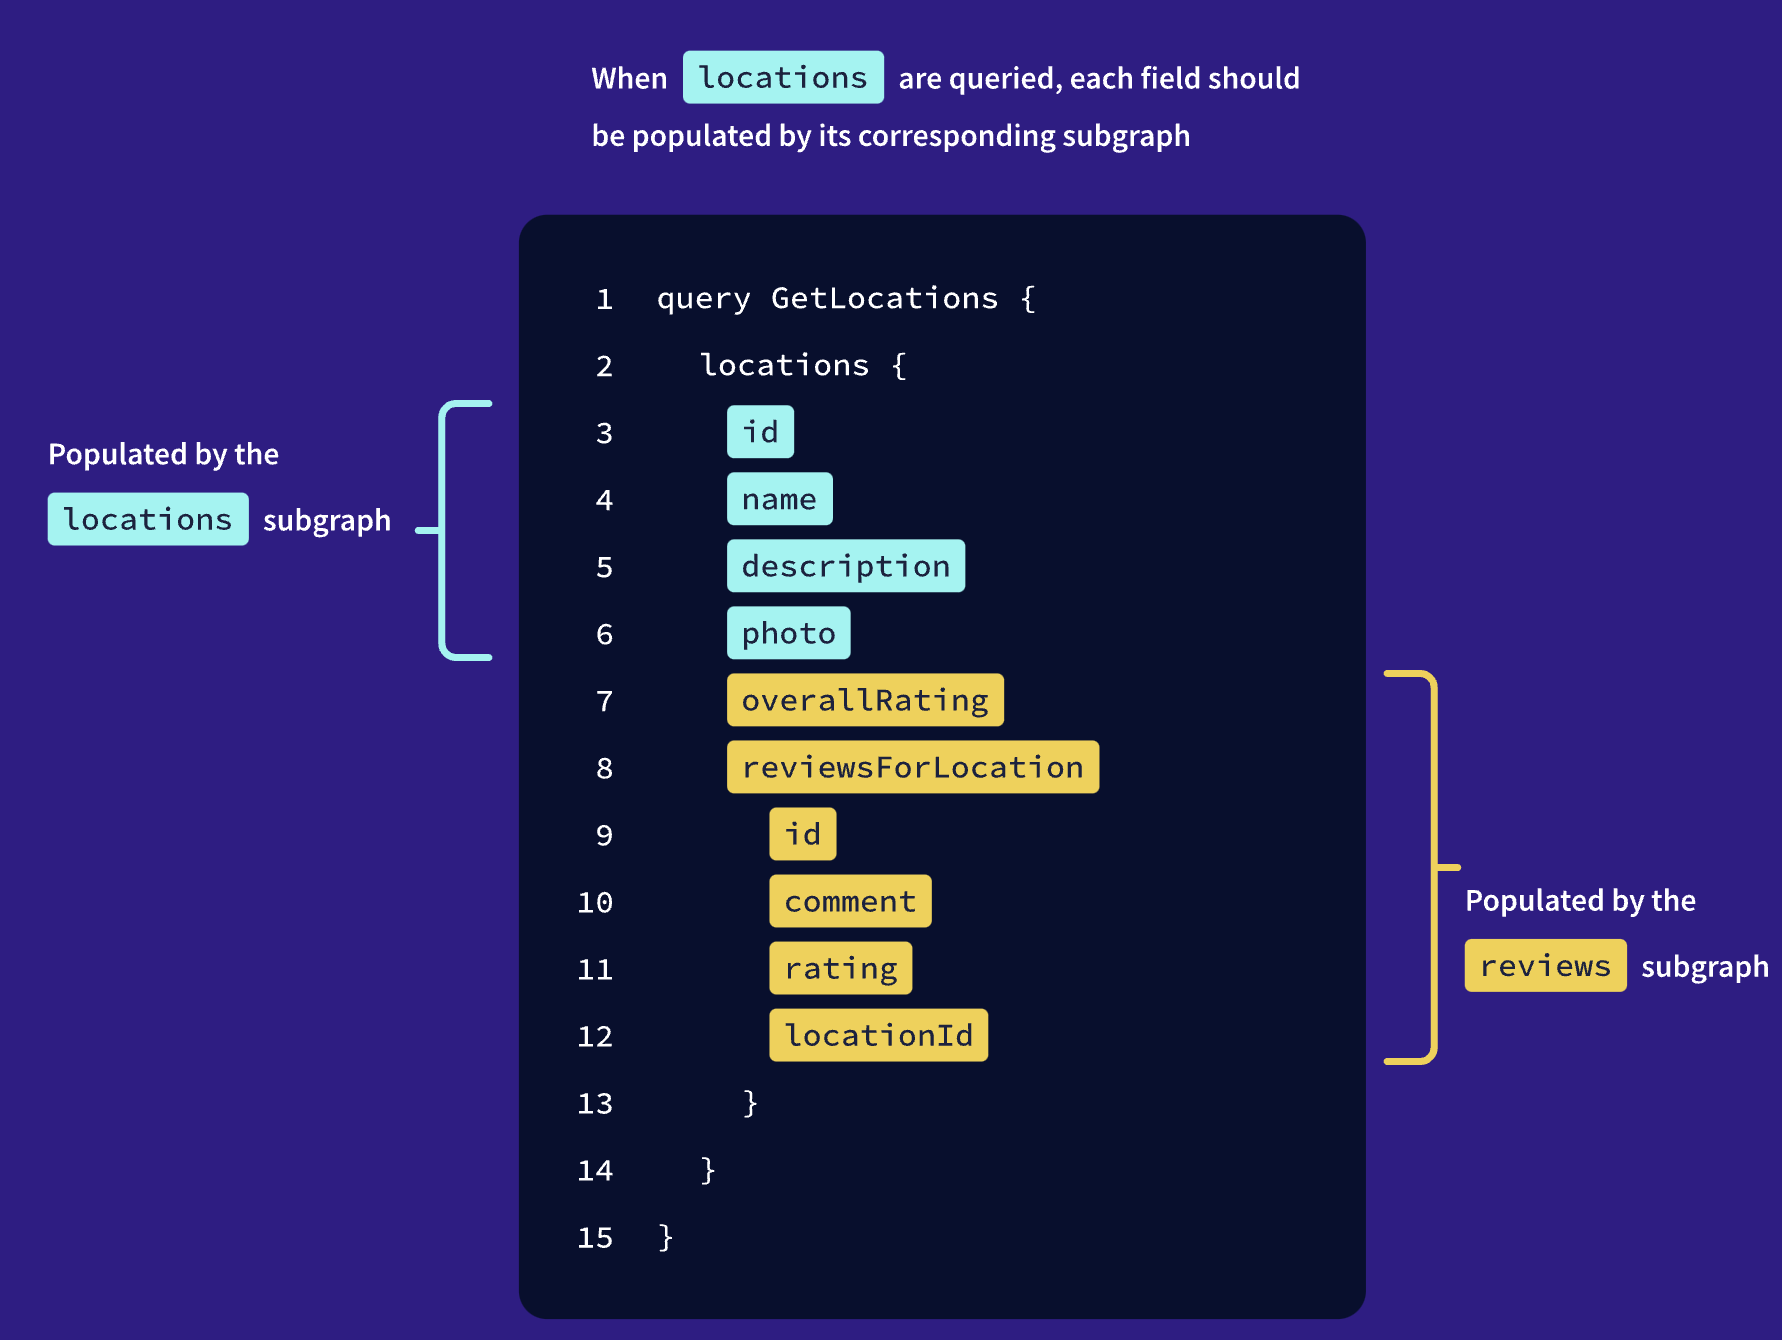 When locations are queried, each field should
be populated by its corresponding subgraph
1 query GetLocations {
2 locations {
3 id
4 name
5 description
6 photo
7 overallRating
8 reviewsForLocation
9 id
10 comment
11 rating
12 locationId
13 }
14 }
15 }
Populated by the
locations subgraph
Populated by the
reviews subgraph